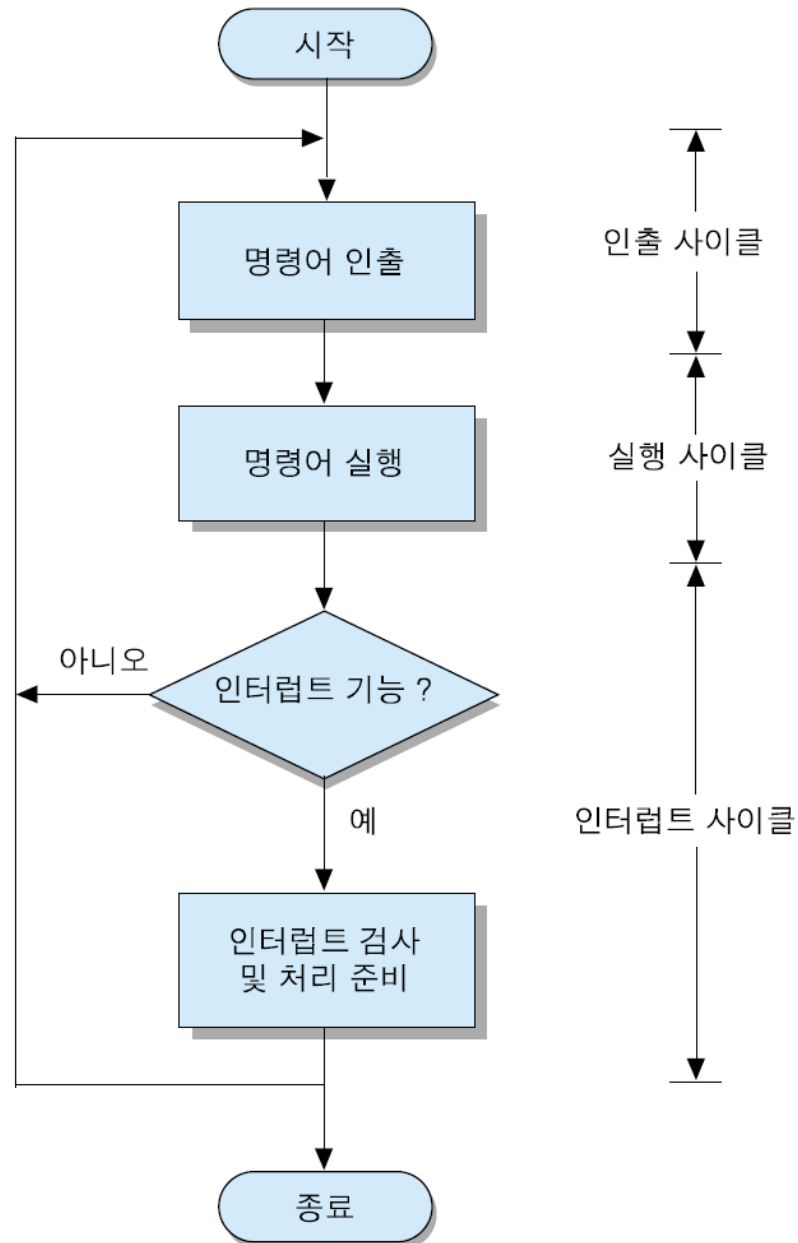 시작
인출 사이클
명령어 인출
명령어 실행
실행 사이클
아니오
인터럽트 기능 ?
예
인터럽트 사이클
인터럽트 검사
및 처리 준비
종료